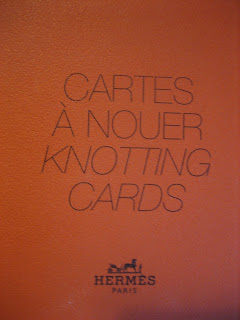 CARTES
À NOUER
KNOTTING
CARDS
HERMÈS
PARIS